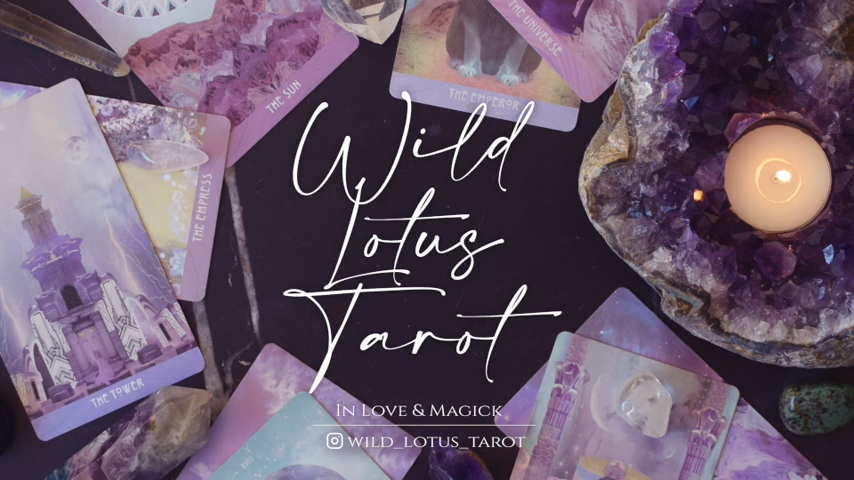 THE SUN
THE EMPEROR
THE UNIVERSE
THE EMPRESS
THE TOWER
Wild
Lotus
Tarot
IN LOVE & MAGICK
WILD_LOTUS_TAROT